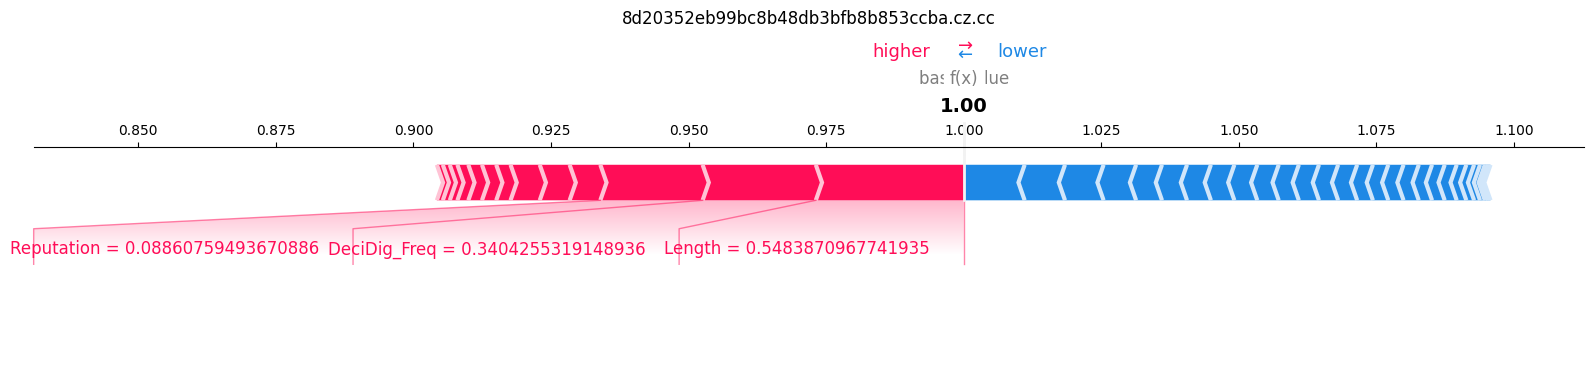 8d20352eb99bc8b48db3bfb8b853ccba.cz.cc
higher → ← lower
f(x)
1.00
0.850 0.875 0.900 0.925 0.950 0.975 1.000 1.025 1.050 1.075 1.100
Reputation = 0.08860759493670886 DeciDig_Freq = 0.3404255319148936 Length = 0.5483870967741935